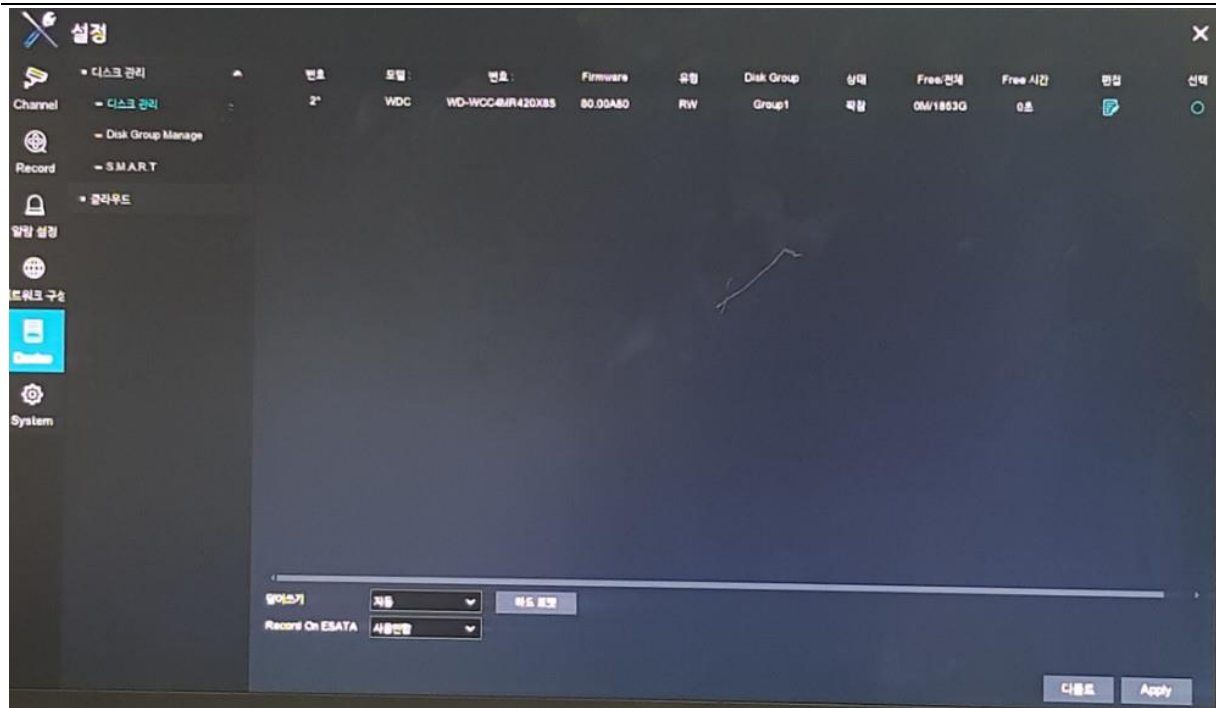 설정
디스크 관리
번호 모델 : 번호 : Firmware 유형 Disk Group 상태 Free/전체 Free 시간 편집 선택
Channel
디스크 관리
2* WDC WD-WCC4MR420X85 80.00A80 RW Group1 꽉참 0M/1863G 0초
Disk Group Manage
Record
S.M.A.R.T
클라우드
알람 설정
트워크 구성
System
덮어쓰기 자동 하드 포맷
Record On ESATA 사용안함
디폴트 Apply